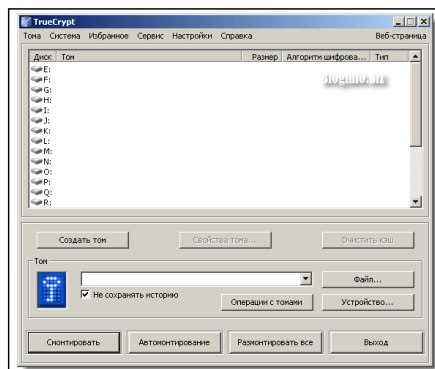 TrueCrypt
Тома Система Избранное Сервис Настройки Справка Веб-страница
Диск Том Размер Алгоритм шифрова... Тип
E:
F:
G:
H:
I:
J:
K:
L:
M:
N:
O:
P:
Q:
R:
Создать том Свойства тома... Очистить кэш
Том
Файл...
Не сохранять историю
Операции с томами Устройство...
Смонтировать Автомонтирование Размонтировать все Выход